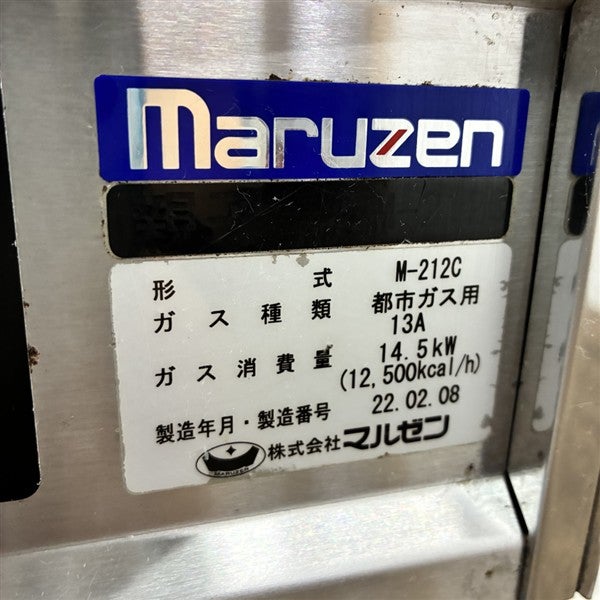 maruzen
形 式 M-212C
ガス種類 都市ガス用
13A
ガス消費量 14.5kW
(12,500kcal/h)
製造年月・製造番号 22.02.08
MARUZEN 株式会社マルゼン